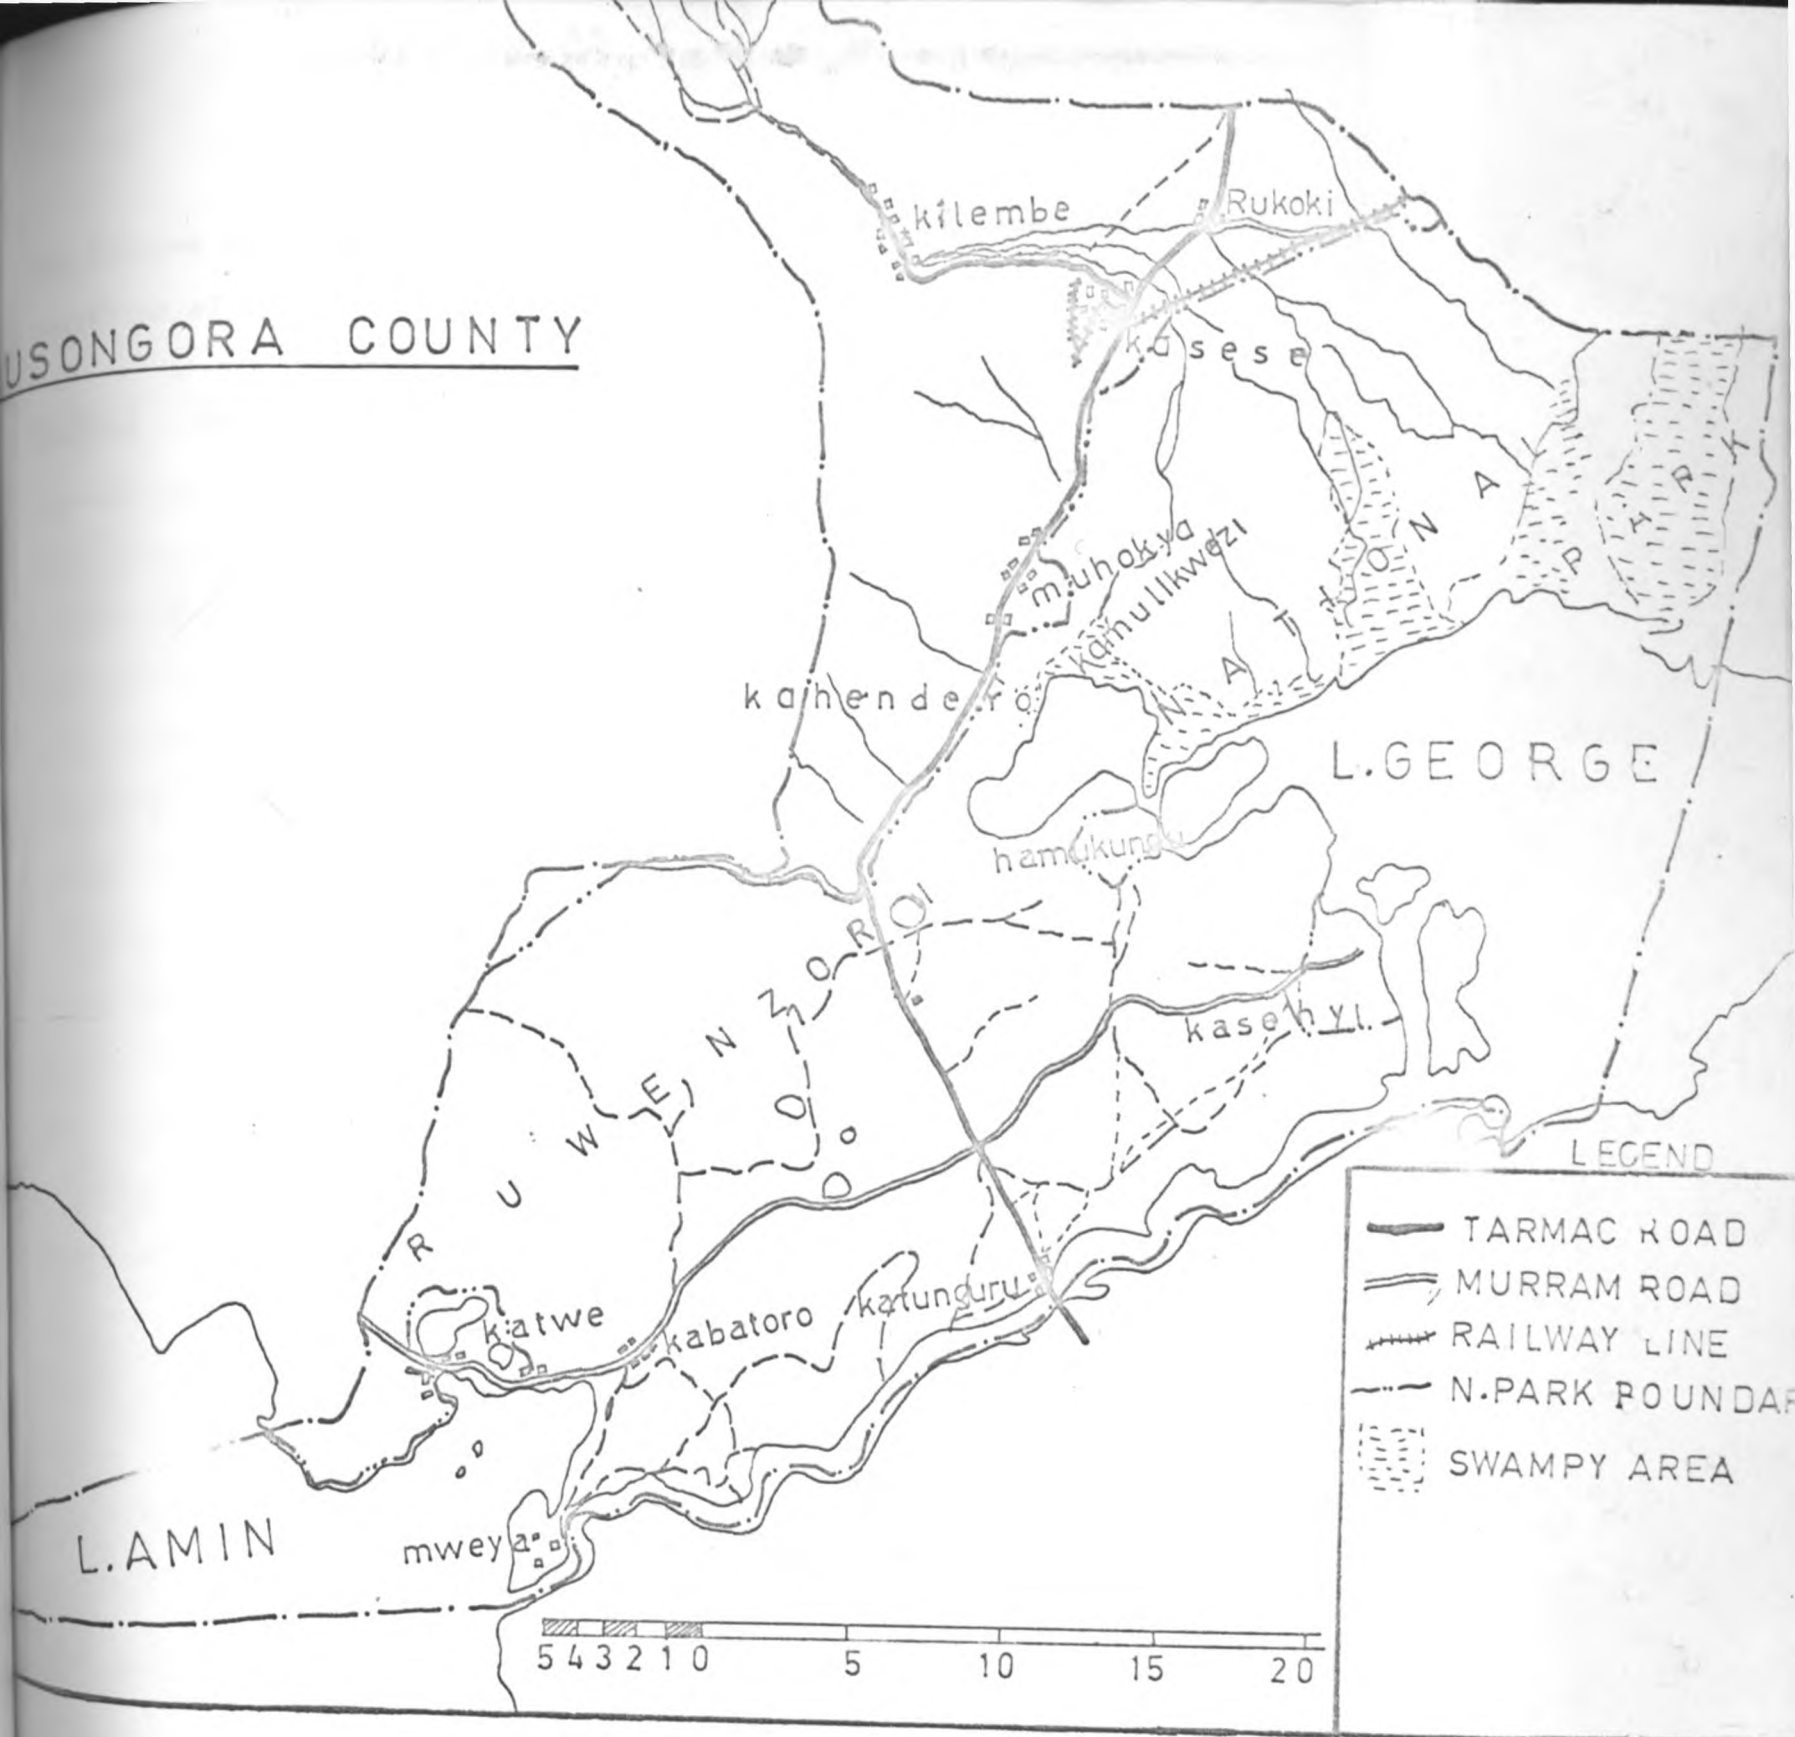 kilembe
Rukoki
USONGORA COUNTY
kasese
muhokya
kamulikwezi
kahendero
L.GEORGE
hamukungu
RUWENZORI NATIONAL PARK
kasenyi
LEGEND
TARMAC ROAD
MURRAM ROAD
RAILWAY LINE
N.PARK BOUNDAR
SWAMPY AREA
katwe
kabatoro
katunguru
L.AMIN
mweya
5 4 3 2 1 0 5 10 15 20